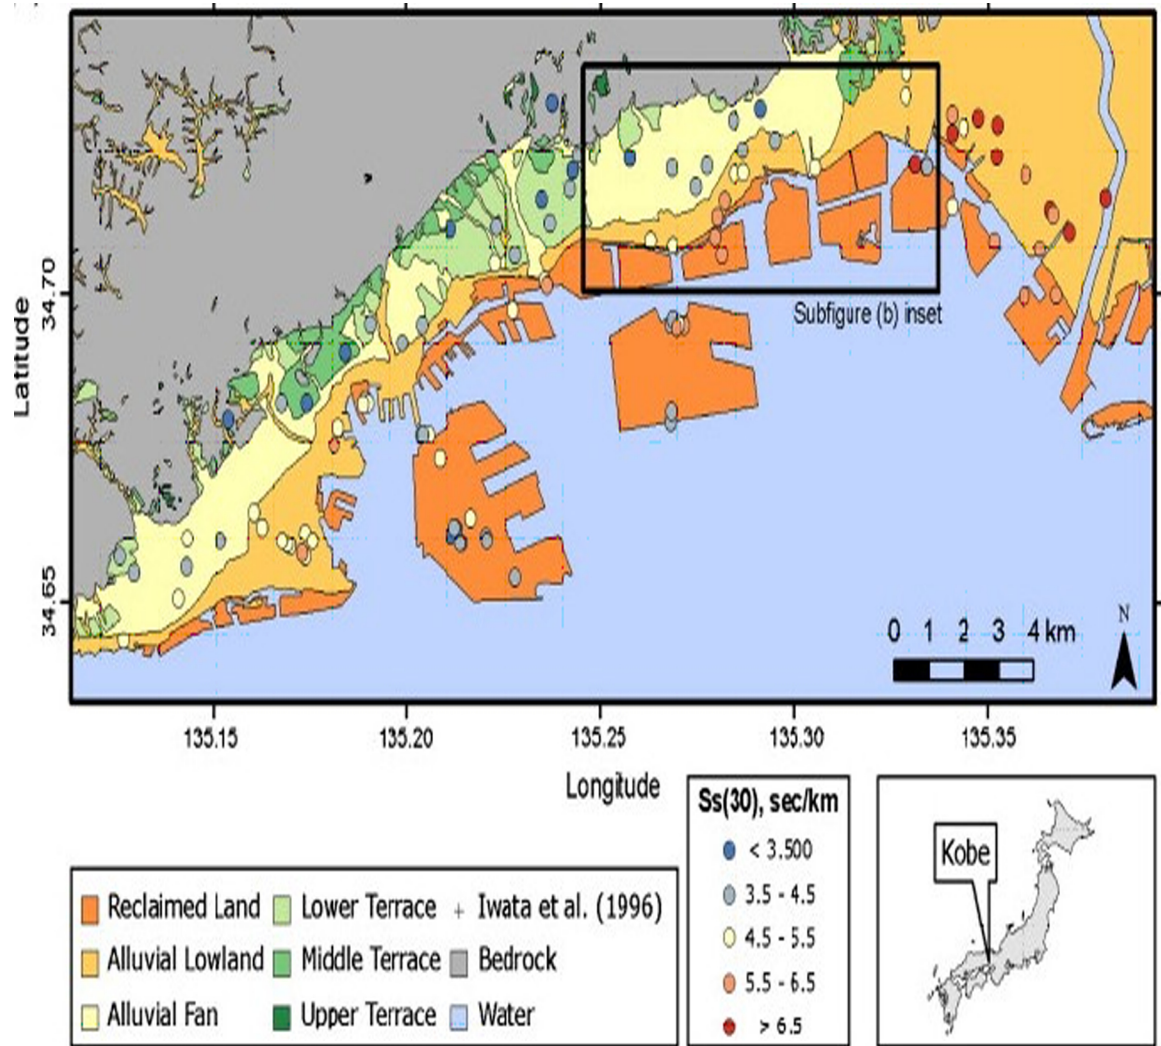 Latitude
34.70
34.65
Subfigure (b) inset
N
0 1 2 3 4 km
135.15 135.20 135.25 135.30 135.35
Longitude
Ss(30), sec/km
< 3.500
3.5 - 4.5
4.5 - 5.5
5.5 - 6.5
> 6.5
Kobe
Reclaimed Land Lower Terrace + Iwata et al. (1996)
Alluvial Lowland Middle Terrace Bedrock
Alluvial Fan Upper Terrace Water